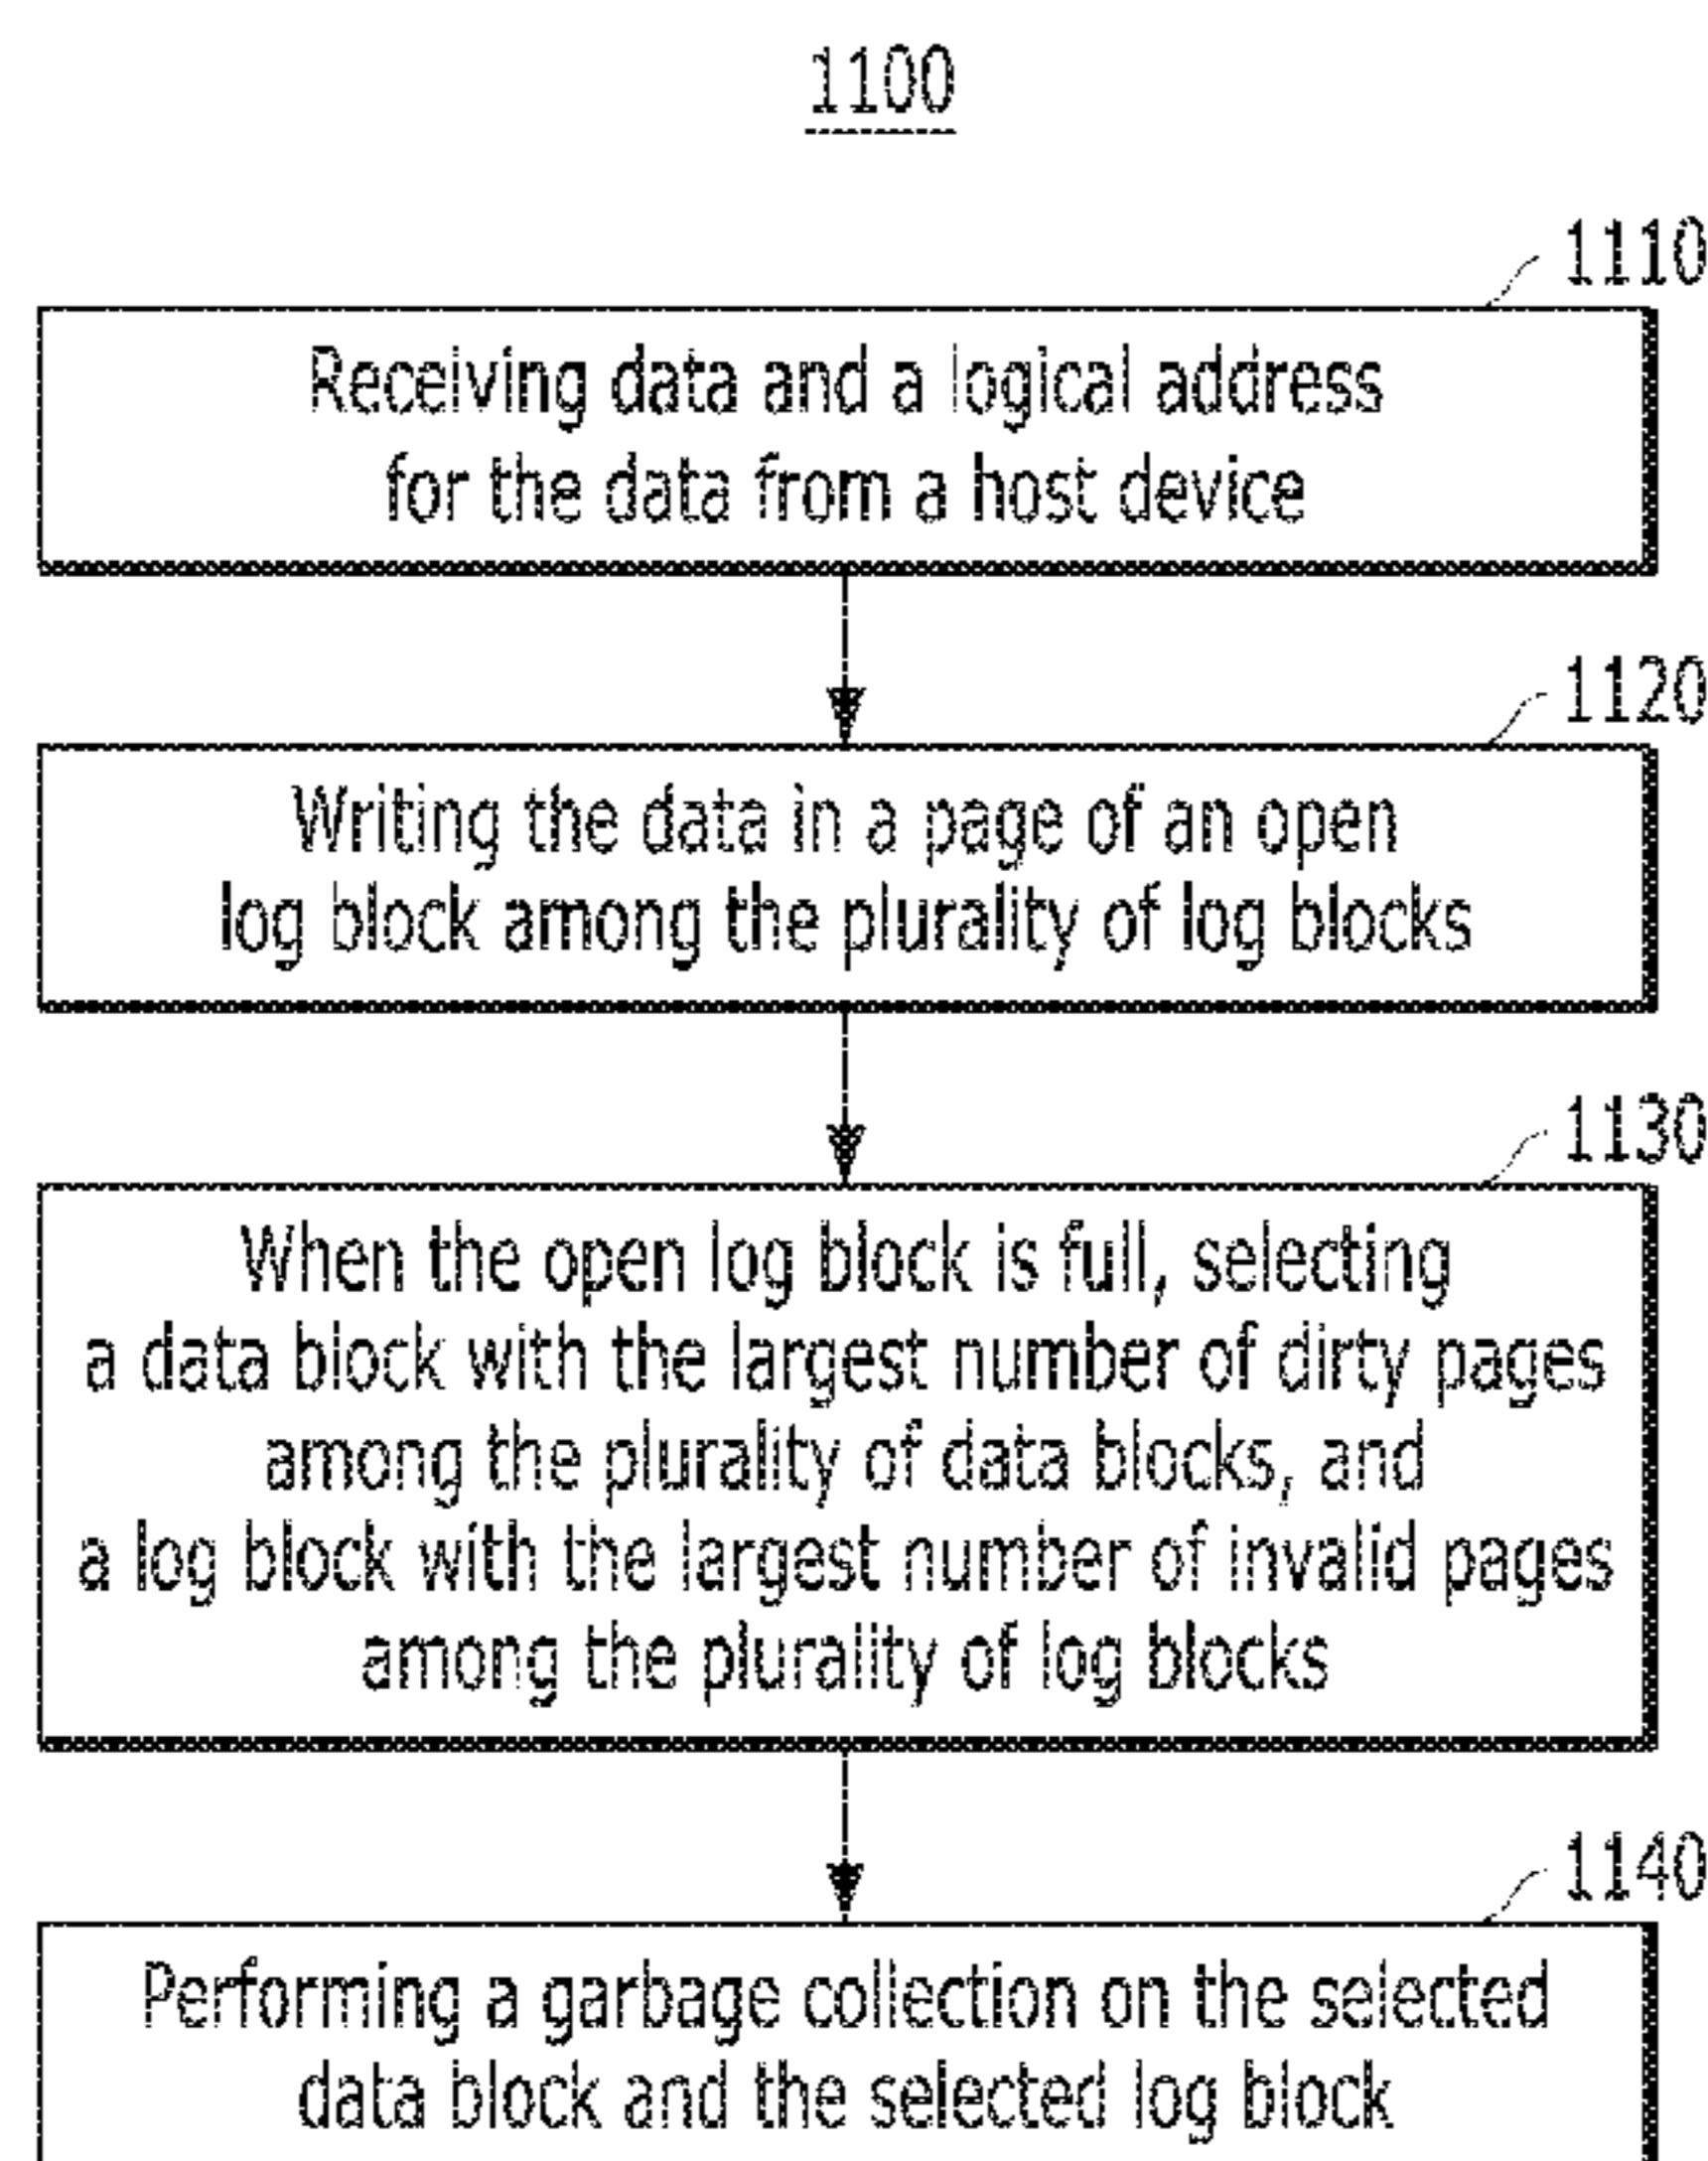 1100
1110
Receiving data and a logical address
for the data from a host device
1120
Writing the data in a page of an open
log block among the plurality of log blocks
1130
When the open log block is full, selecting
a data block with the largest number of dirty pages
among the plurality of data blocks, and
a log block with the largest number of invalid pages
among the plurality of log blocks
1140
Performing a garbage collection on the selected
data block and the selected log block